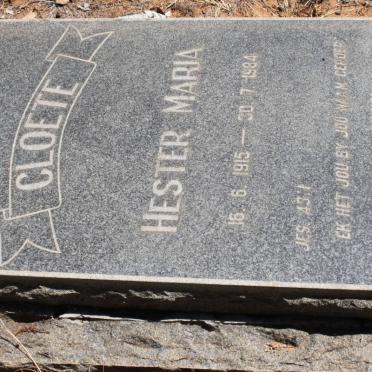 CLOETE
HESTER MARIA
16. 6. 1915 — 30. 7. 1984
JES. 43:1
EK HET JOU BY JOU NAAM GEROEP